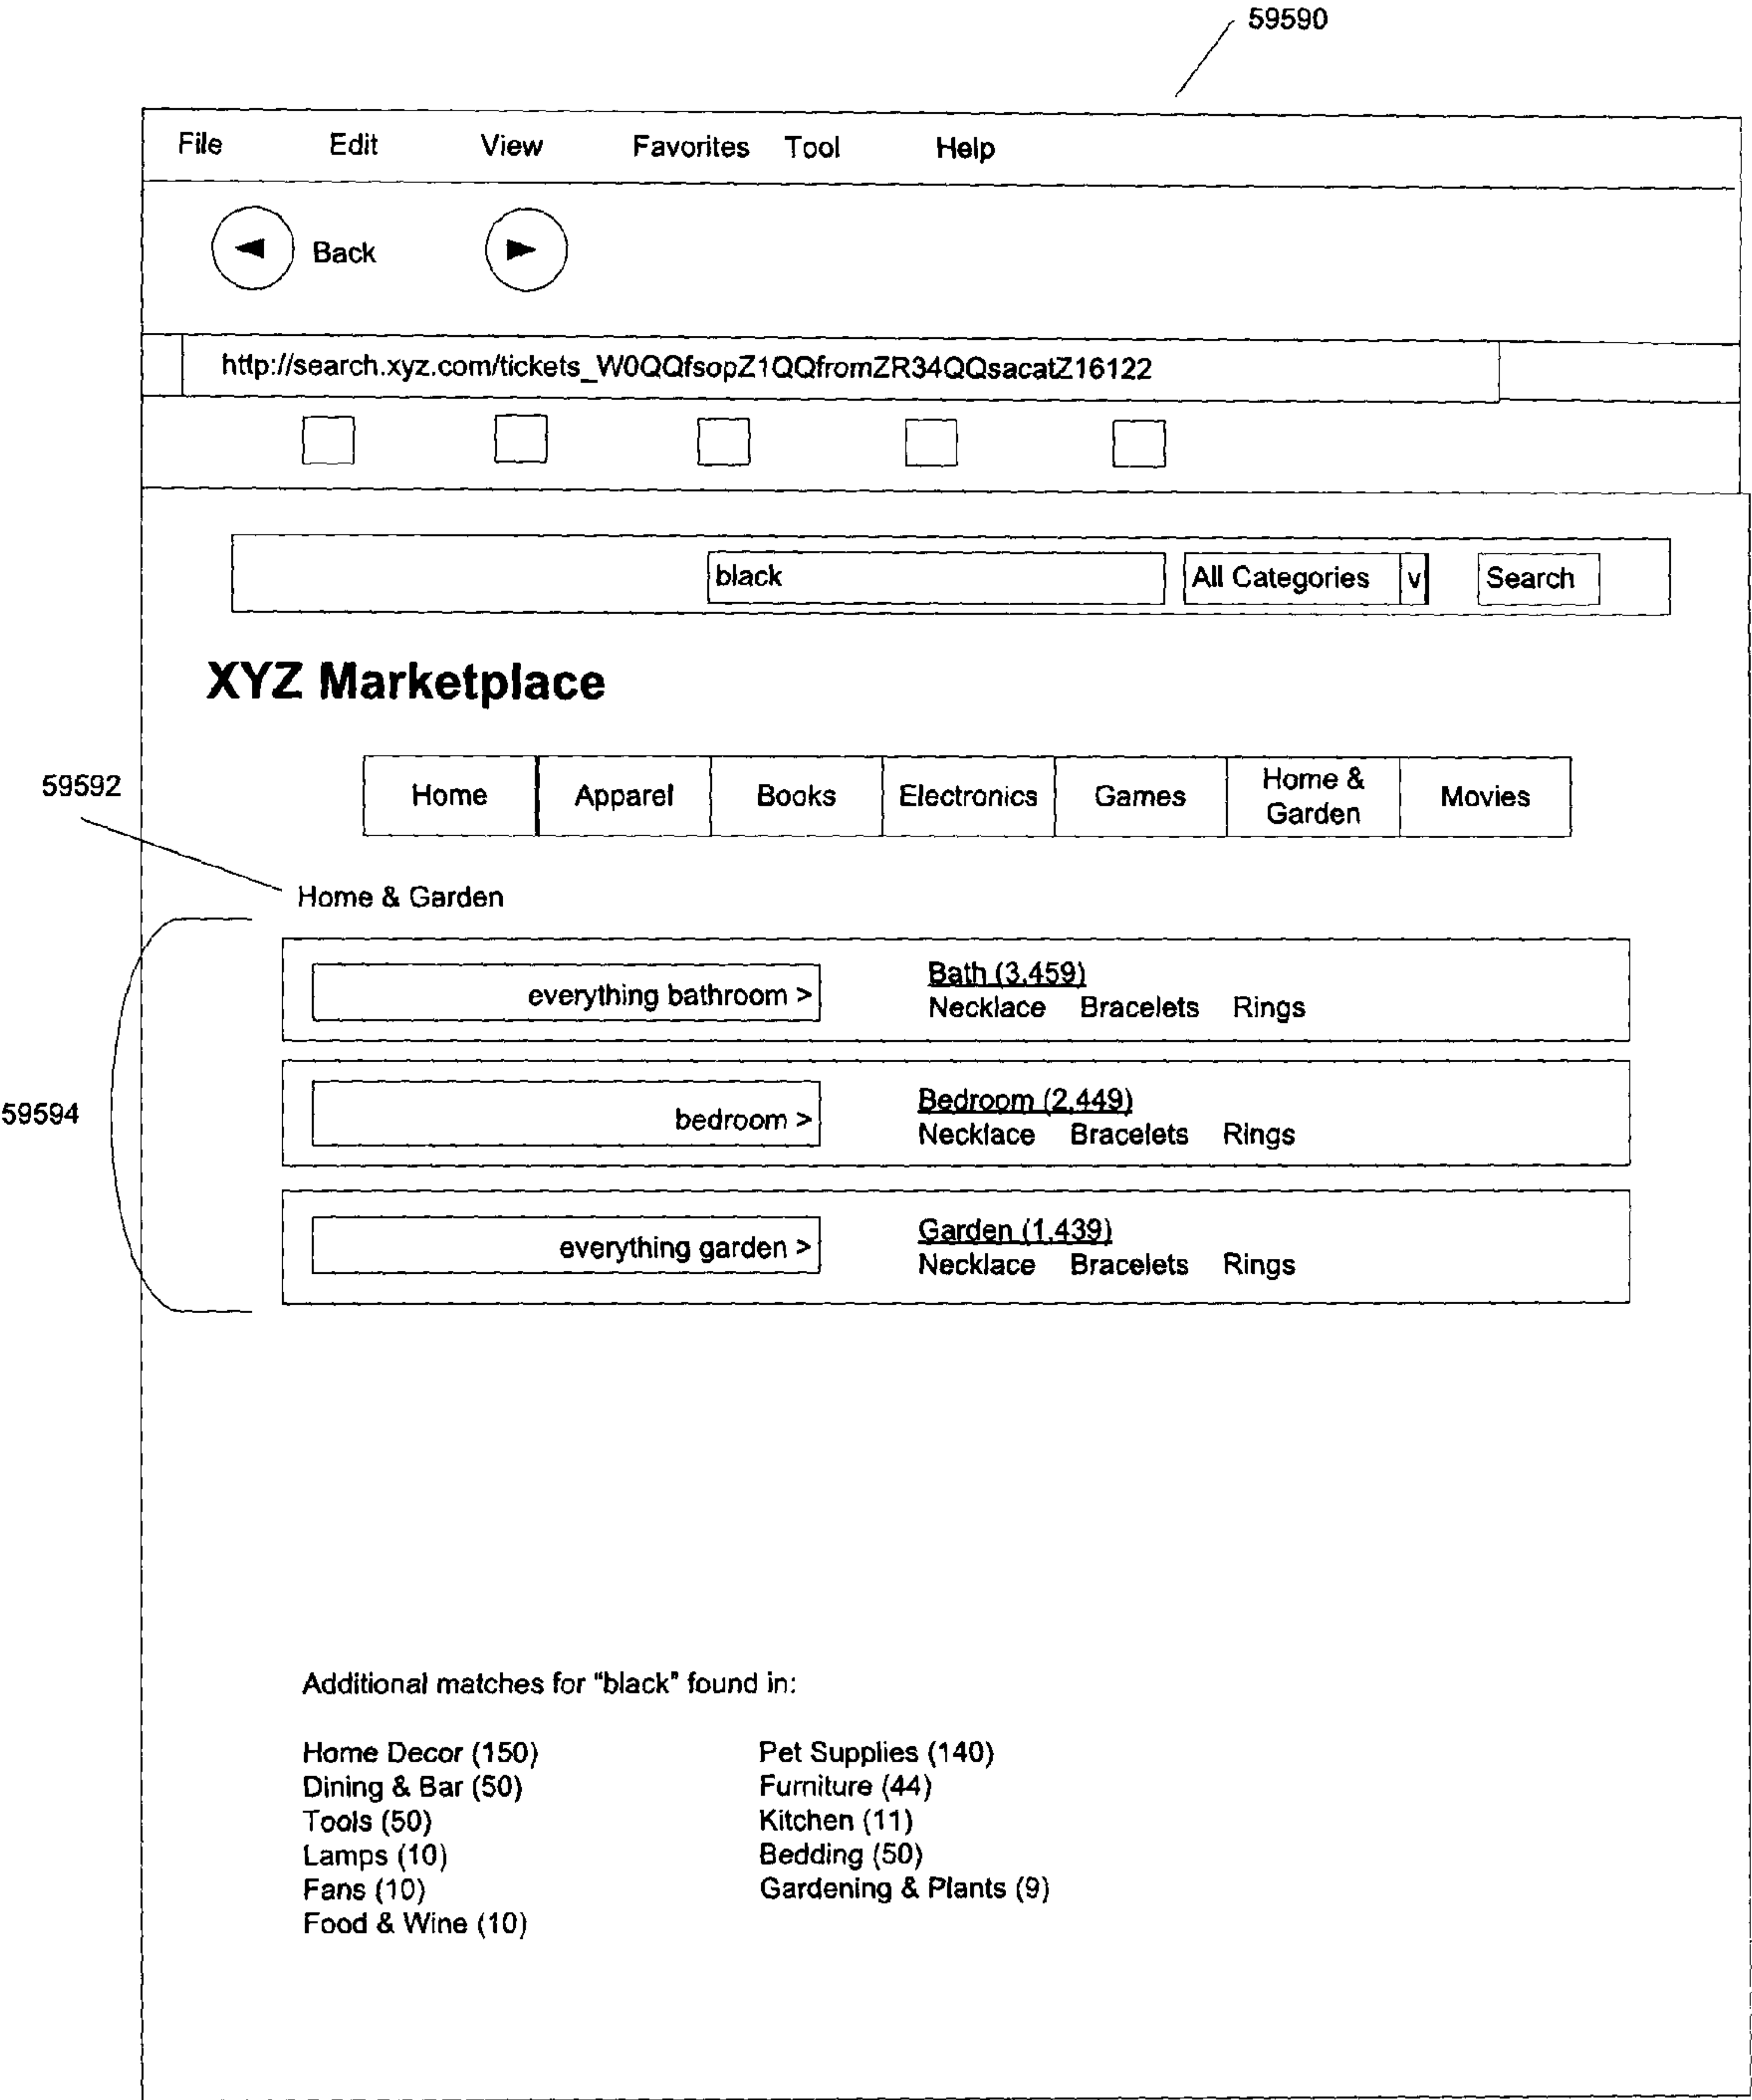 59590
File Edit View Favorites Tool Help
Back
http://search.xyz.com/tickets_W0QQfsopZ1QQfromZR34QQsacatZ16122
black All Categories v Search
XYZ Marketplace
59592
Home Apparel Books Electronics Games Home & Garden Movies
Home & Garden
59594
everything bathroom > Bath (3,459)
Necklace Bracelets Rings
bedroom > Bedroom (2,449)
Necklace Bracelets Rings
everything garden > Garden (1,439)
Necklace Bracelets Rings
Additional matches for "black" found in:
Home Decor (150) Pet Supplies (140)
Dining & Bar (50) Furniture (44)
Tools (50) Kitchen (11)
Lamps (10) Bedding (50)
Fans (10) Gardening & Plants (9)
Food & Wine (10)